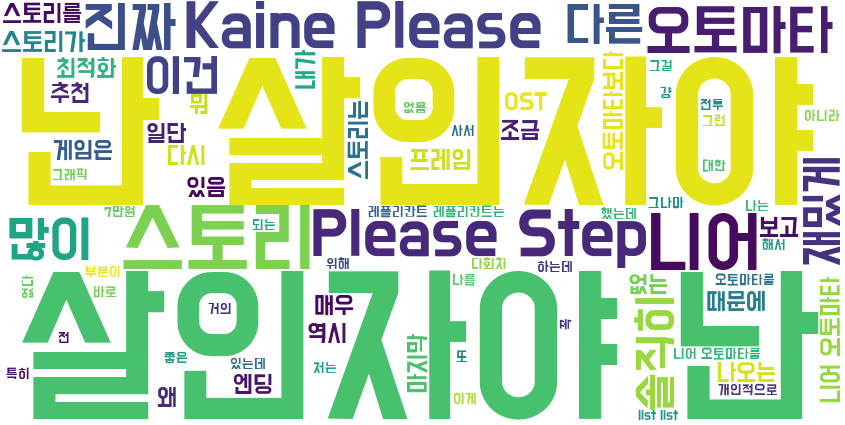 스토리를
스토리가
진짜
Kaine Please
다른
오토마타
최적화
이건
내가
추천
뭐
없음
OST
오토마타보다
그걸
걍
전투
그런
아니라
난 살인자야
게임은
일단
다시
스토리는
사서
조금
프레임
대한
그래픽
있음
재밌게
7만원
되는
레플리칸트
레플리칸트는
했는데
그나마
나는
많이
스토리
Please Step
니어
보고
해서
위해
다회차
하는데
부분이
바로
거의
매우
나름
없는
오토마타를
때문에
니어 오토마타
살인자야 난
전
역시
마지막
또
솔직히
특히
좋은
있는데
저는
니어 오토마타를
왜
엔딩
이게
나오는
개인적으로
list list